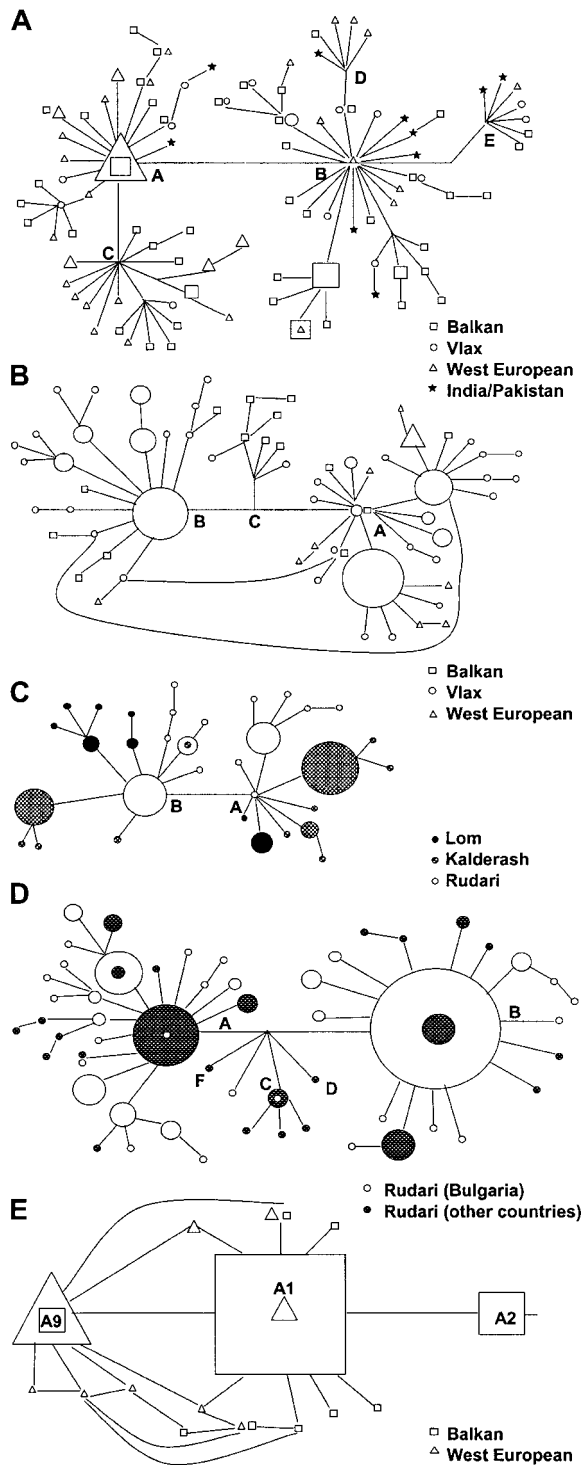 A
D
E
A
B
C
Balkan
Vlax
West European
India/Pakistan
B
B
C
A
Balkan
Vlax
West European
C
B
A
Lom
Kalderash
Rudari
D
A
B
F
C
D
Rudari (Bulgaria)
Rudari (other countries)
E
A1
A9
A2
Balkan
West European